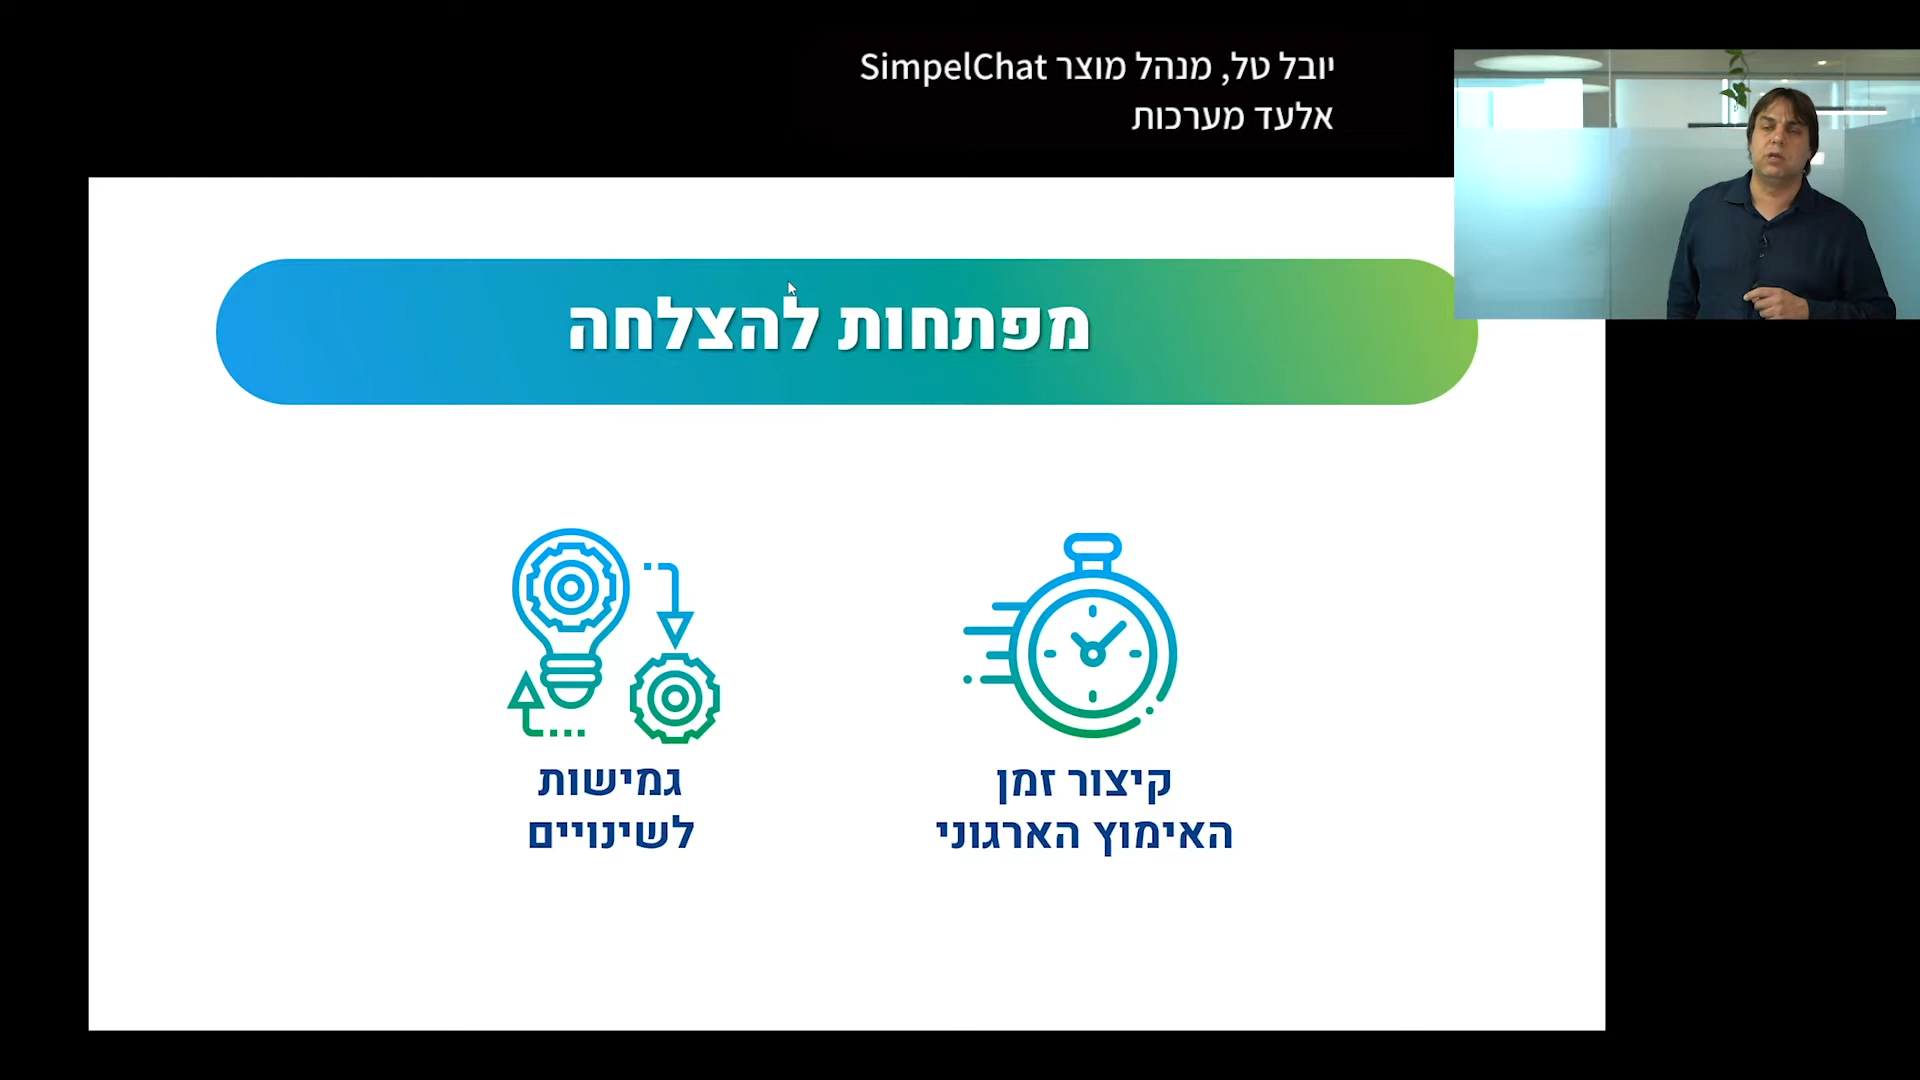 יובל טל, מנהל מוצר SimpelChat
אלעד מערכות
מפתחות להצלחה
קיצור זמן
האימוץ הארגוני
גמישות
לשינויים